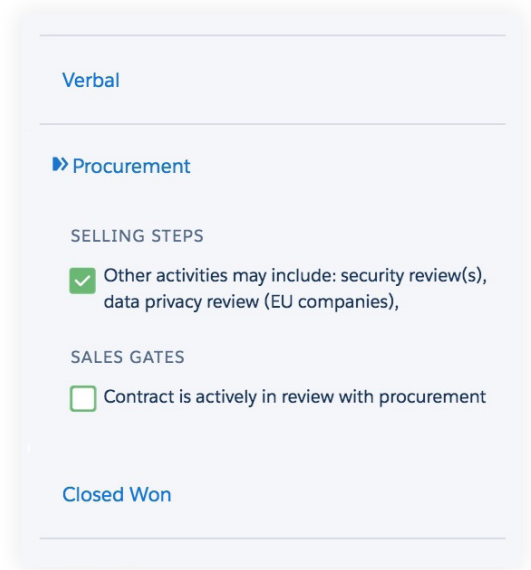 Verbal
Procurement
SELLING STEPS
Other activities may include: security review(s),
data privacy review (EU companies),
SALES GATES
Contract is actively in review with procurement
Closed Won